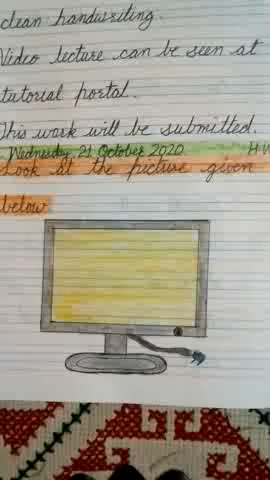 clean handwriting.
Video lecture can be seen at
tutorial portal.
This work will be submitted.
Wednesday, 21 October 2020 H.W
Look at the picture given
below